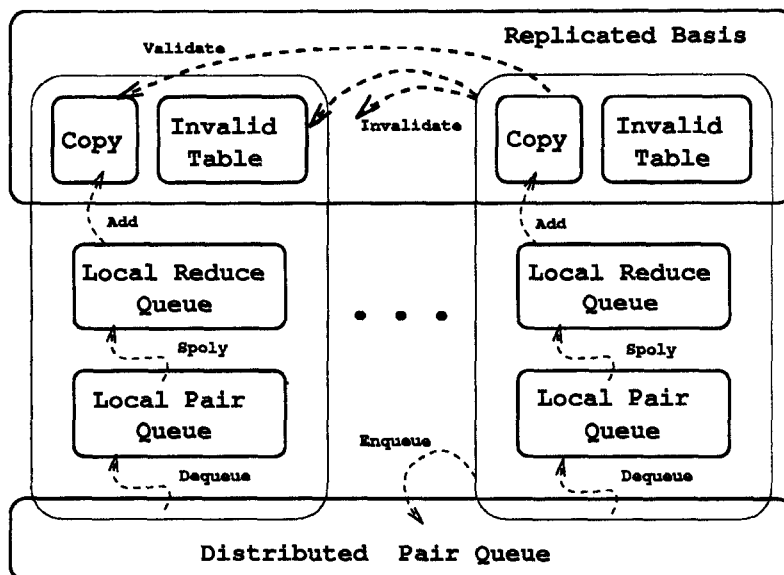 Replicated Basis
Validate
Copy
Invalid
Table
Invalidate
Copy
Invalid
Table
Add
Add
Local Reduce
Queue
Local Reduce
Queue
Spoly
Spoly
Local Pair
Queue
Local Pair
Queue
Enqueue
Dequeue
Dequeue
Distributed Pair Queue